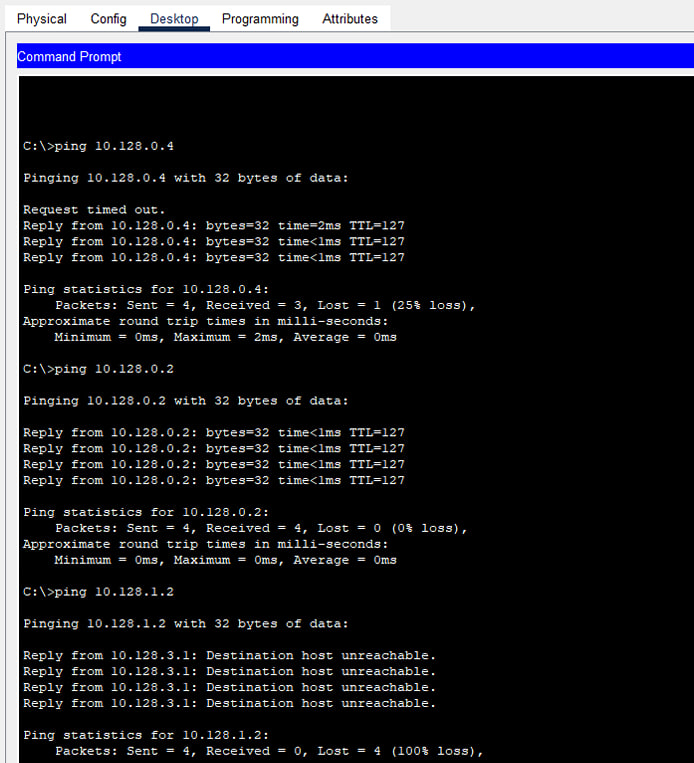 Physical Config Desktop Programming Attributes
Command Prompt
C:\>ping 10.128.0.4
Pinging 10.128.0.4 with 32 bytes of data:
Request timed out.
Reply from 10.128.0.4: bytes=32 time=2ms TTL=127
Reply from 10.128.0.4: bytes=32 time<1ms TTL=127
Reply from 10.128.0.4: bytes=32 time<1ms TTL=127
Ping statistics for 10.128.0.4:
Packets: Sent = 4, Received = 3, Lost = 1 (25% loss),
Approximate round trip times in milli-seconds:
Minimum = 0ms, Maximum = 2ms, Average = 0ms
C:\>ping 10.128.0.2
Pinging 10.128.0.2 with 32 bytes of data:
Reply from 10.128.0.2: bytes=32 time<1ms TTL=127
Reply from 10.128.0.2: bytes=32 time<1ms TTL=127
Reply from 10.128.0.2: bytes=32 time<1ms TTL=127
Reply from 10.128.0.2: bytes=32 time<1ms TTL=127
Ping statistics for 10.128.0.2:
Packets: Sent = 4, Received = 4, Lost = 0 (0% loss),
Approximate round trip times in milli-seconds:
Minimum = 0ms, Maximum = 0ms, Average = 0ms
C:\>ping 10.128.1.2
Pinging 10.128.1.2 with 32 bytes of data:
Reply from 10.128.3.1: Destination host unreachable.
Reply from 10.128.3.1: Destination host unreachable.
Reply from 10.128.3.1: Destination host unreachable.
Reply from 10.128.3.1: Destination host unreachable.
Ping statistics for 10.128.1.2:
Packets: Sent = 4, Received = 0, Lost = 4 (100% loss),